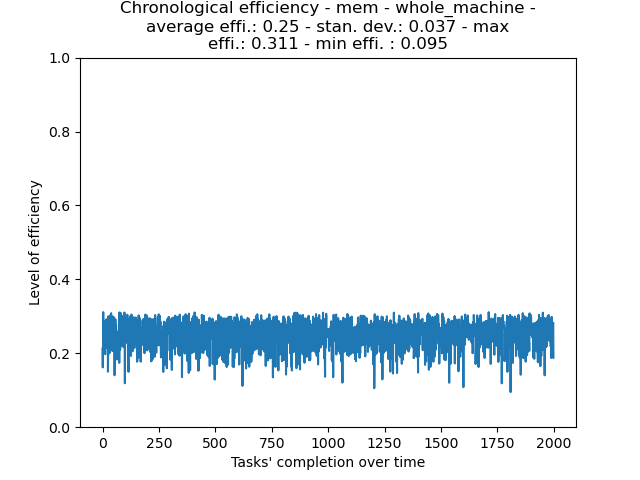 Chronological efficiency - mem - whole_machine -
average effi.: 0.25 - stan. dev.: 0.037 - max
effi.: 0.311 - min effi. : 0.095
1.0
0.8
0.6
0.4
0.2
0.0
Level of efficiency
0 250 500 750 1000 1250 1500 1750 2000
Tasks' completion over time